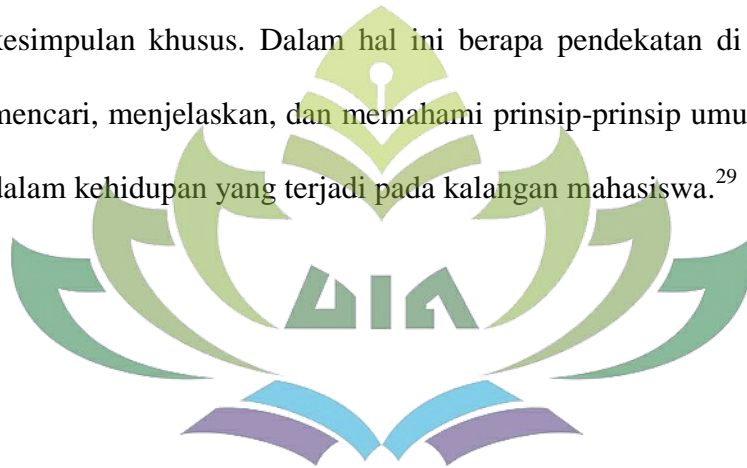 kesimpulan khusus. Dalam hal ini berapa pendekatan di
mencari, menjelaskan, dan memahami prinsip-prinsip umu
dalam kehidupan yang terjadi pada kalangan mahasiswa.29
UIN